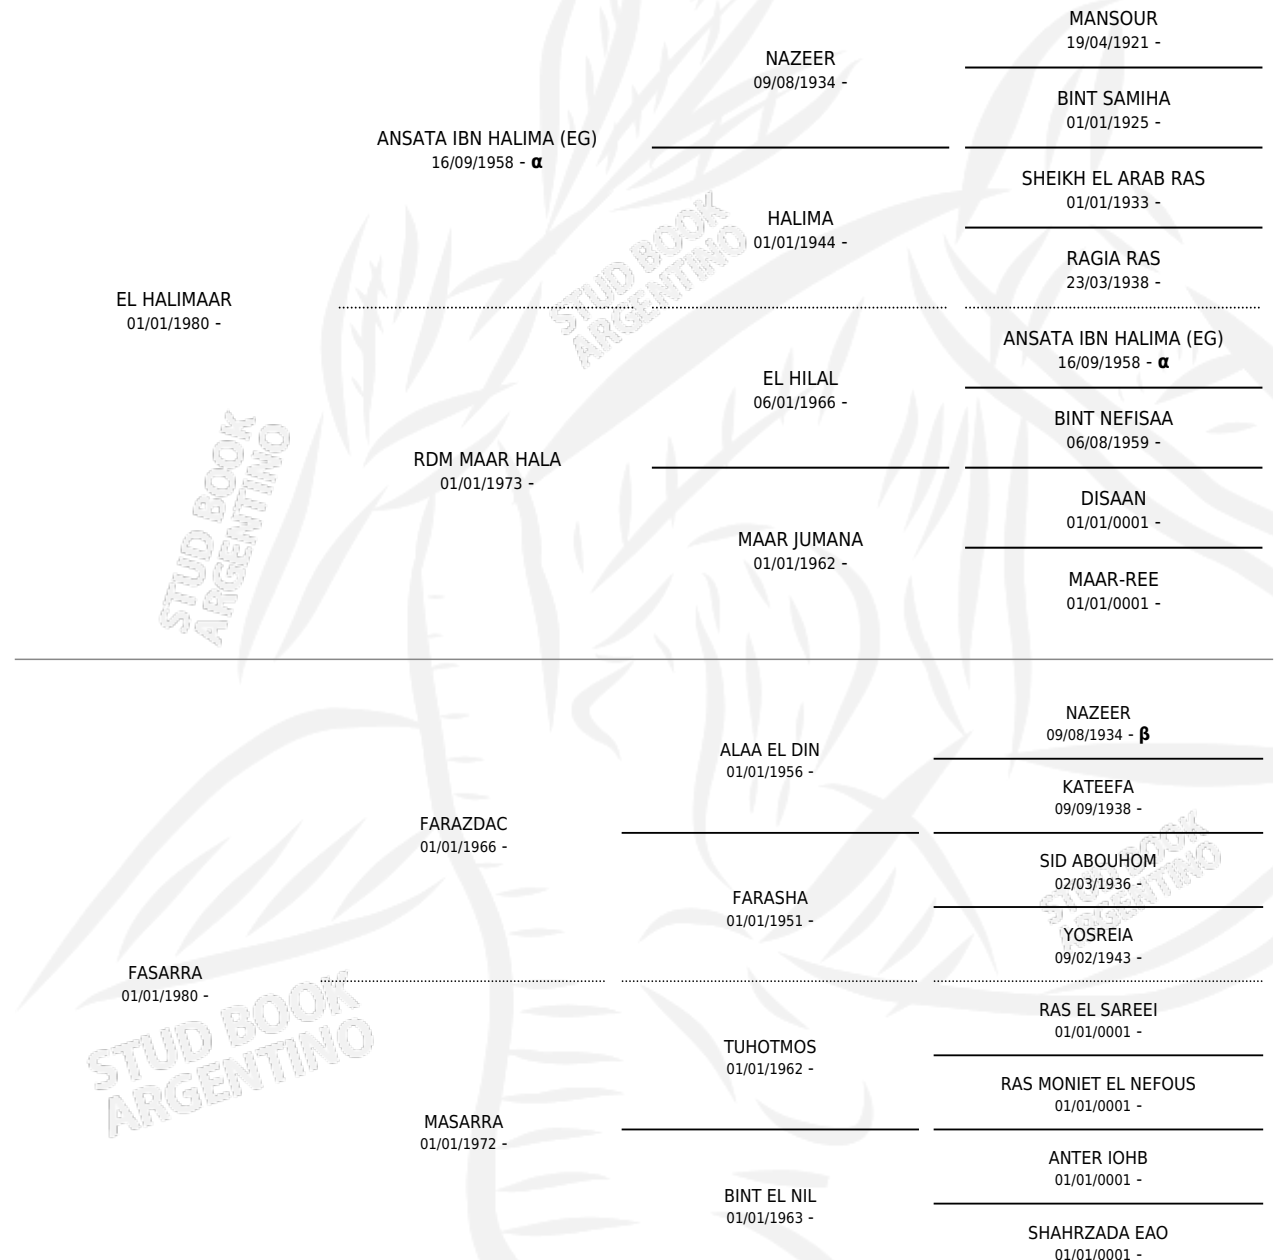 MANSOUR
19/04/1921 -
NAZEER
09/08/1934 -
BINT SAMIHA
01/01/1925 -
ANSATA IBN HALIMA (EG)
16/09/1958 - α
SHEIKH EL ARAB RAS
01/01/1933 -
HALIMA
01/01/1944 -
RAGIA RAS
23/03/1938 -
EL HALIMAAR
01/01/1980 -
ANSATA IBN HALIMA (EG)
16/09/1958 - α
EL HILAL
06/01/1966 -
BINT NEFISAA
06/08/1959 -
RDM MAAR HALA
01/01/1973 -
DISAAN
01/01/0001 -
MAAR JUMANA
01/01/1962 -
MAAR-REE
01/01/0001 -
NAZEER
09/08/1934 - β
ALAA EL DIN
01/01/1956 -
KATEEFA
09/09/1938 -
FARAZDAC
01/01/1966 -
SID ABOUHOM
02/03/1936 -
FARASHA
01/01/1951 -
YOSREIA
09/02/1943 -
FASARRA
01/01/1980 -
RAS EL SAREEI
01/01/0001 -
TUHOTMOS
01/01/1962 -
RAS MONIET EL NEFOUS
01/01/0001 -
MASARRA
01/01/1972 -
ANTER IOHB
01/01/0001 -
BINT EL NIL
01/01/1963 -
SHAHRZADA EAO
01/01/0001 -
STUD BOOK
ARGENTINO
STUD BOOK
ARGENTINO
STUD BOOK
ARGENTINO
STUD BOOK
ARGENTINO